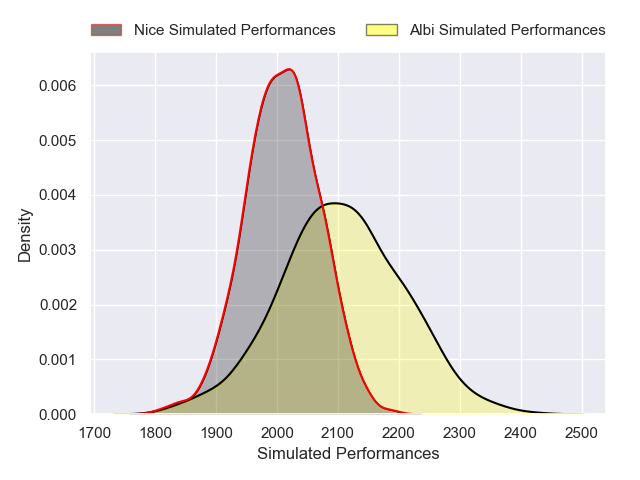 Nice Simulated Performances
Albi Simulated Performances
0.006
0.005
0.004
0.003
0.002
0.001
0.000
Density
1700 1800 1900 2000 2100 2200 2300 2400 2500
Simulated Performances